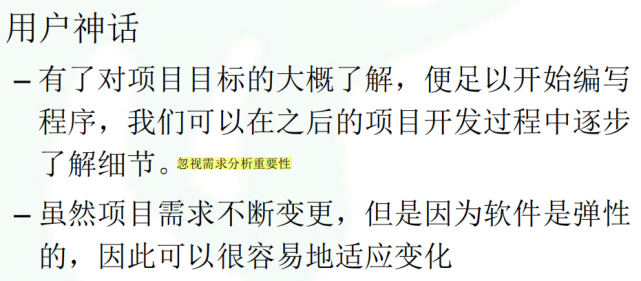 用户神话
– 有了对项目目标的大概了解，便足以开始编写
程序，我们可以在之后的项目开发过程中逐步
了解细节。忽视需求分析重要性
– 虽然项目需求不断变更，但是因为软件是弹性
的，因此可以很容易地适应变化